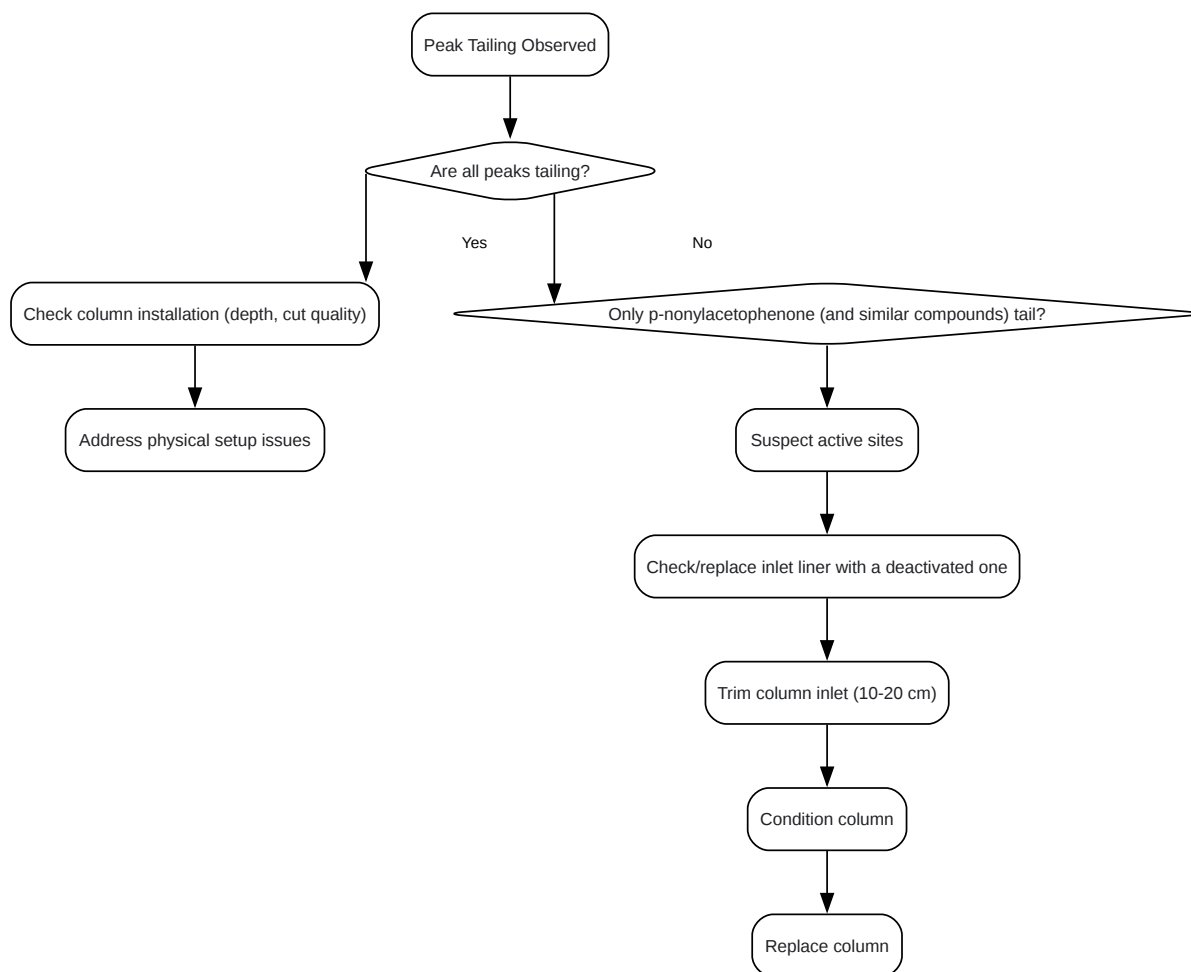 Peak Tailing Observed
Are all peaks tailing?
Yes
No
Check column installation (depth, cut quality)
Only p-nonylacetophenone (and similar compounds) tail?
Address physical setup issues
Suspect active sites
Check/replace inlet liner with a deactivated one
Trim column inlet (10-20 cm)
Condition column
Replace column